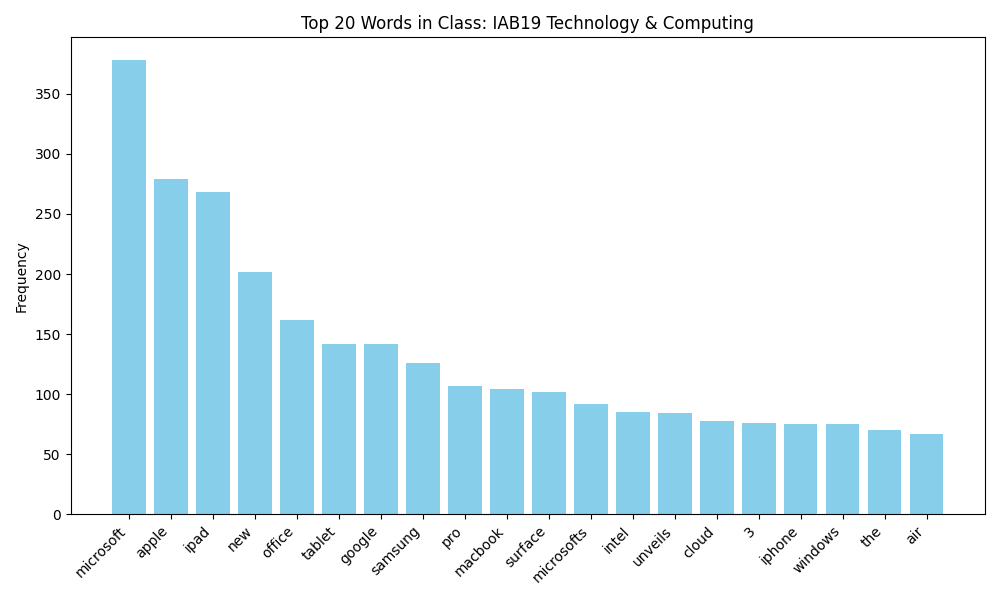 Top 20 Words in Class: IAB19 Technology & Computing
Frequency
350
300
250
200
150
100
50
0
microsoft
apple
ipad
new
office
tablet
google
samsung
pro
macbook
surface
microsofts
intel
unveils
cloud
3
iphone
windows
the
air